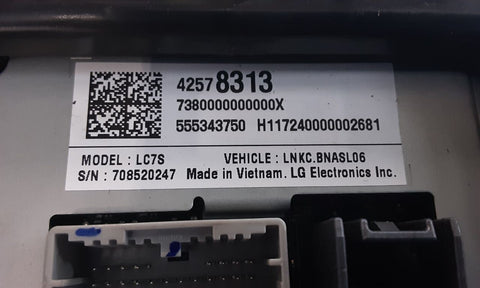 42578313
7380000000000X
555343750 H117240000002681
MODEL : LC7S VEHICLE : LNKC.BNASL06
S/N : 708520247 Made in Vietnam. LG Electronics Inc.